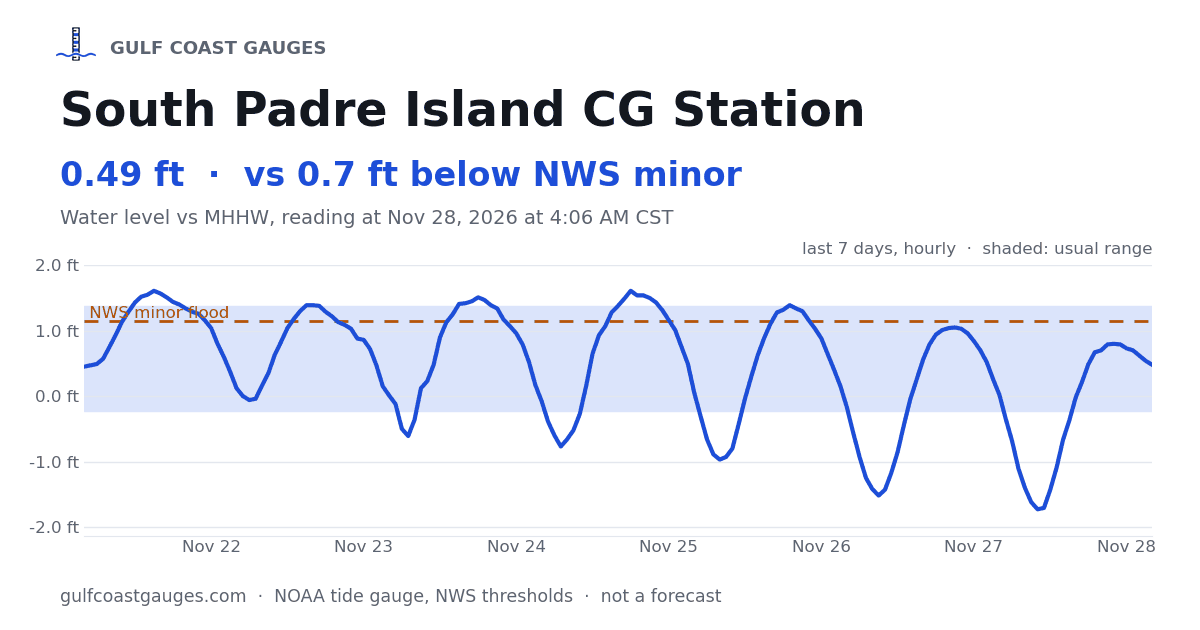 GULF COAST GAUGES
South Padre Island CG Station
0.49 ft · vs 0.7 ft below NWS minor
Water level vs MHHW, reading at Nov 28, 2026 at 4:06 AM CST
last 7 days, hourly · shaded: usual range
2.0 ft
NWS minor flood
1.0 ft
0.0 ft
-1.0 ft
-2.0 ft
Nov 22 Nov 23 Nov 24 Nov 25 Nov 26 Nov 27 Nov 28
gulfcoastgauges.com · NOAA tide gauge, NWS thresholds · not a forecast